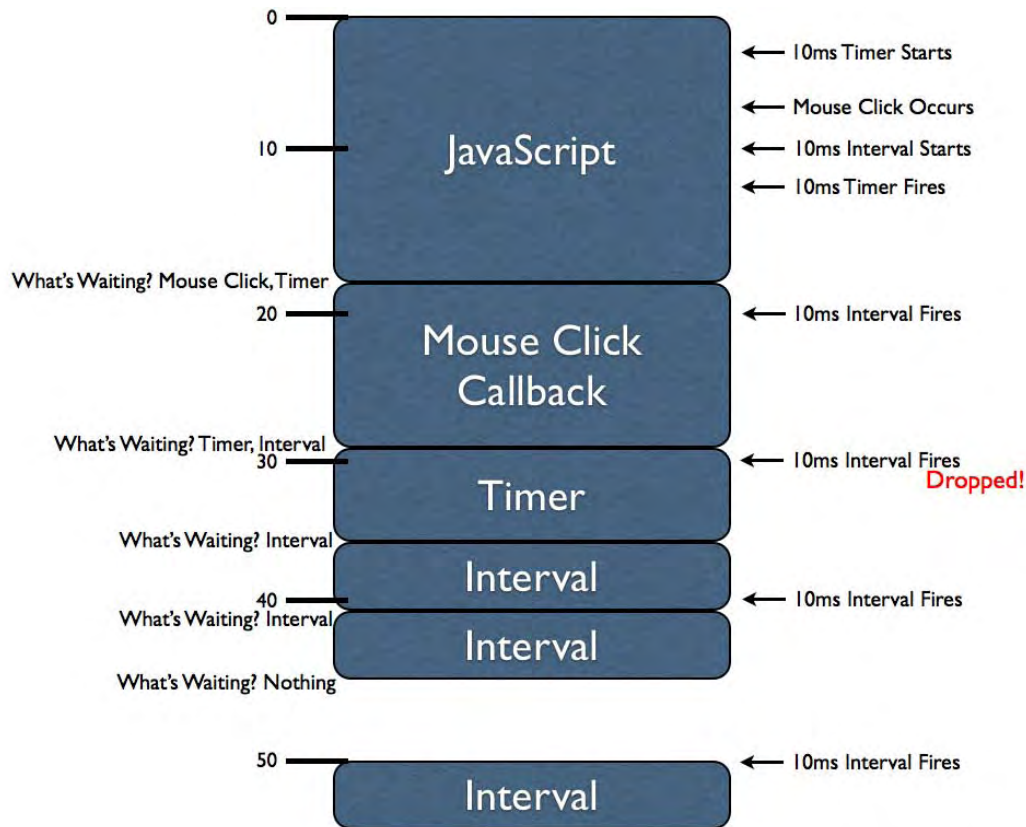 0
10ms Timer Starts
Mouse Click Occurs
10
JavaScript
10ms Interval Starts
10ms Timer Fires
What's Waiting? Mouse Click, Timer
20
10ms Interval Fires
Mouse Click
Callback
What's Waiting? Timer, Interval
30
10ms Interval Fires
Dropped!
Timer
What's Waiting? Interval
Interval
40
10ms Interval Fires
What's Waiting? Interval
Interval
What's Waiting? Nothing
50
10ms Interval Fires
Interval